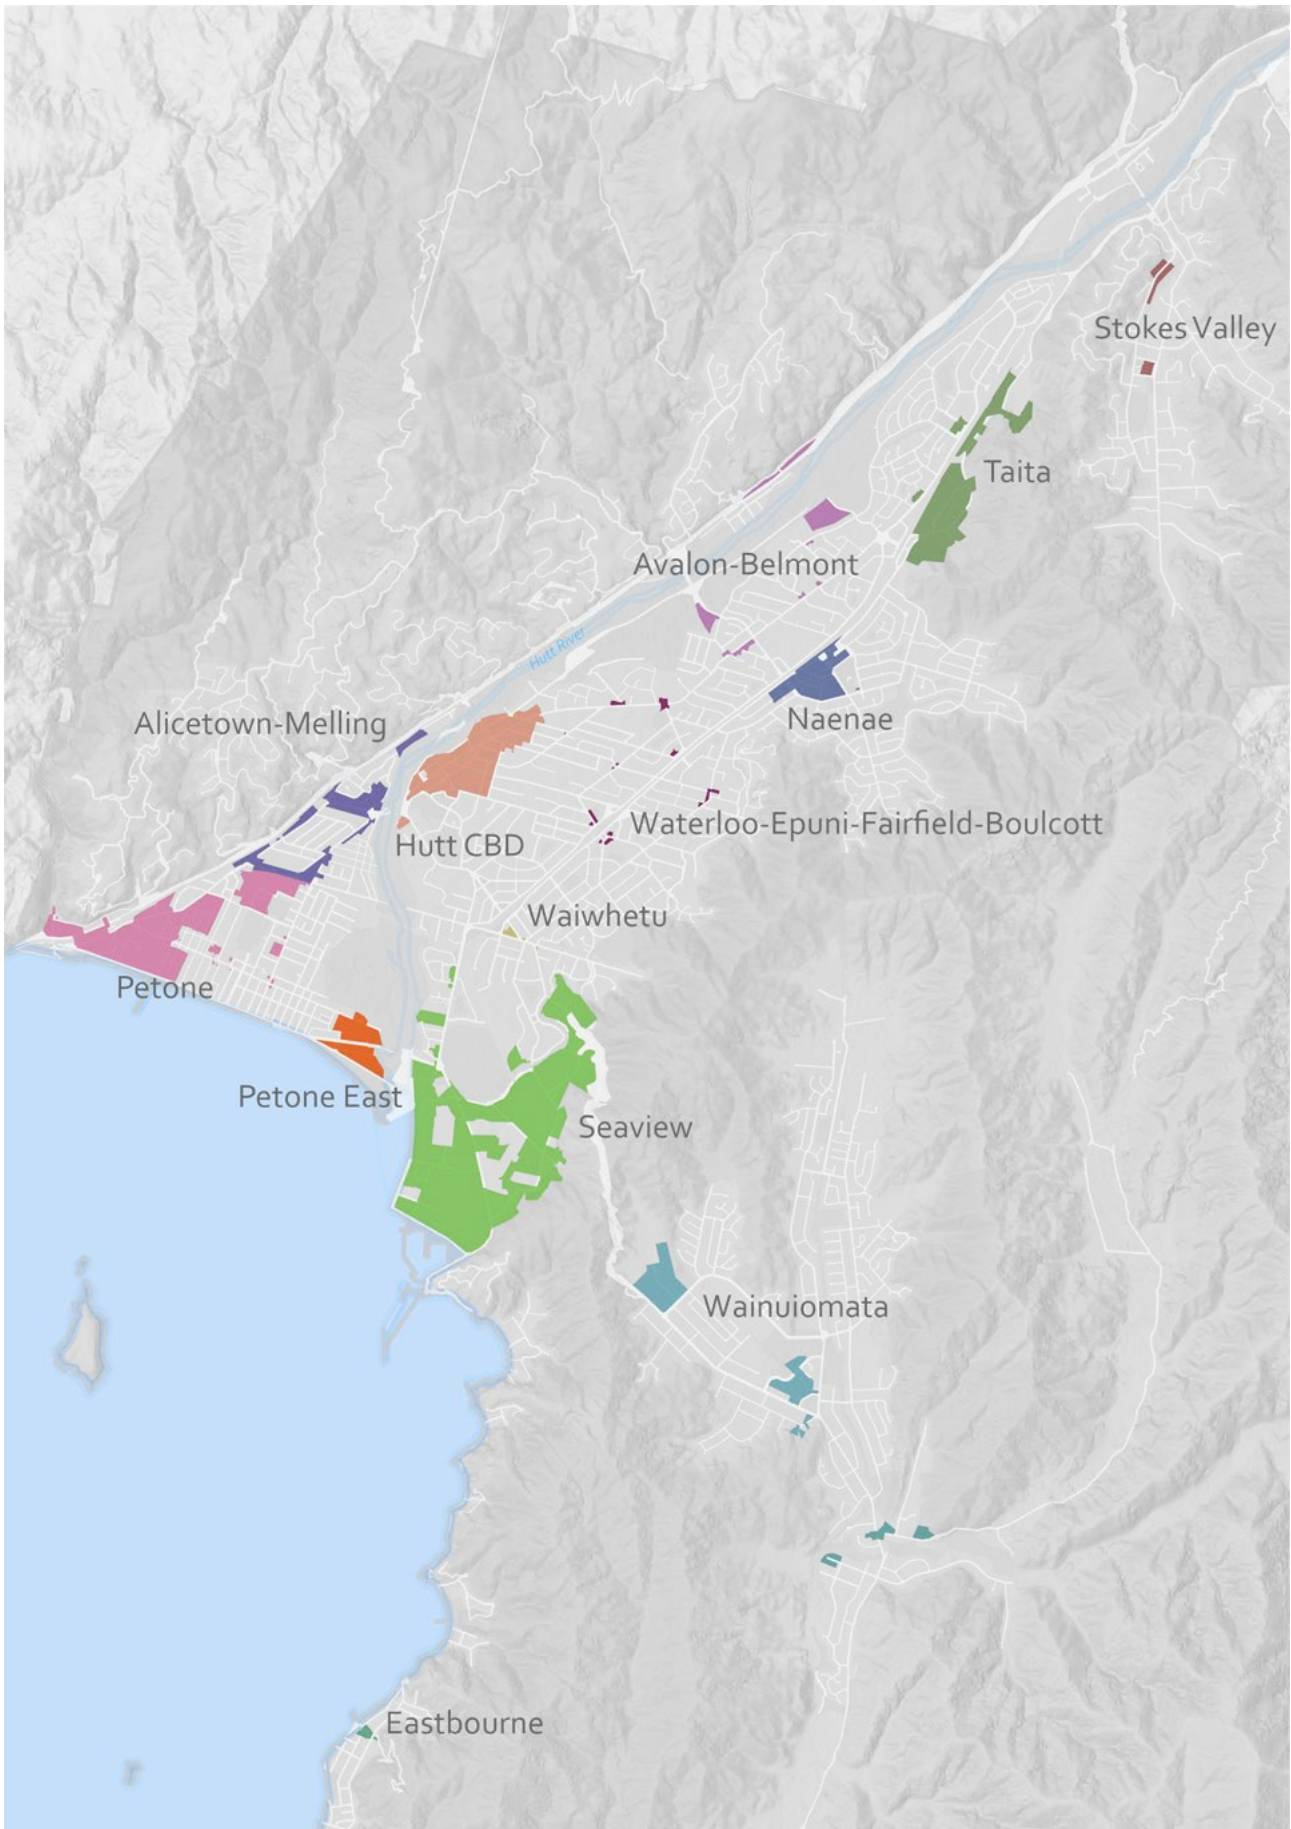 Stokes Valley
Taita
Avalon-Belmont
Hutt River
Naenae
Alicetown-Melling
Waterloo-Epuni-Fairfield-Boulcott
Hutt CBD
Waiwhetu
Petone
Petone East
Seaview
Wainuiomata
Eastbourne